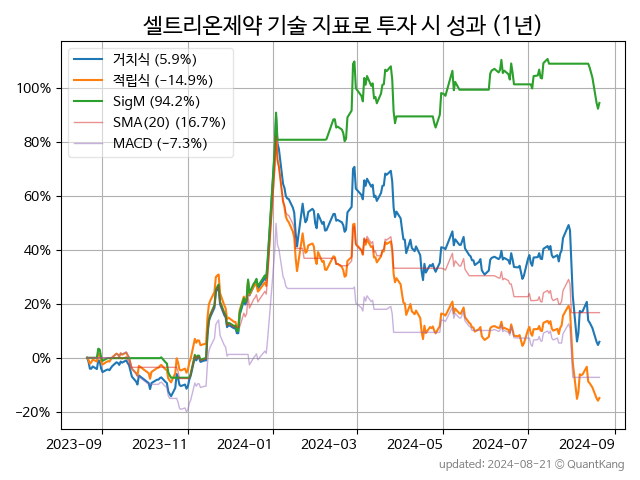 셀트리온제약 기술 지표로 투자 시 성과 (1년)
거치식 (5.9%)
적립식 (−14.9%)
SigM (94.2%)
SMA(20) (16.7%)
MACD (−7.3%)
100%
80%
60%
40%
20%
0%
−20%
2023−09 2023−11 2024−01 2024−03 2024−05 2024−07 2024−09
updated: 2024−08−21 © QuantKang